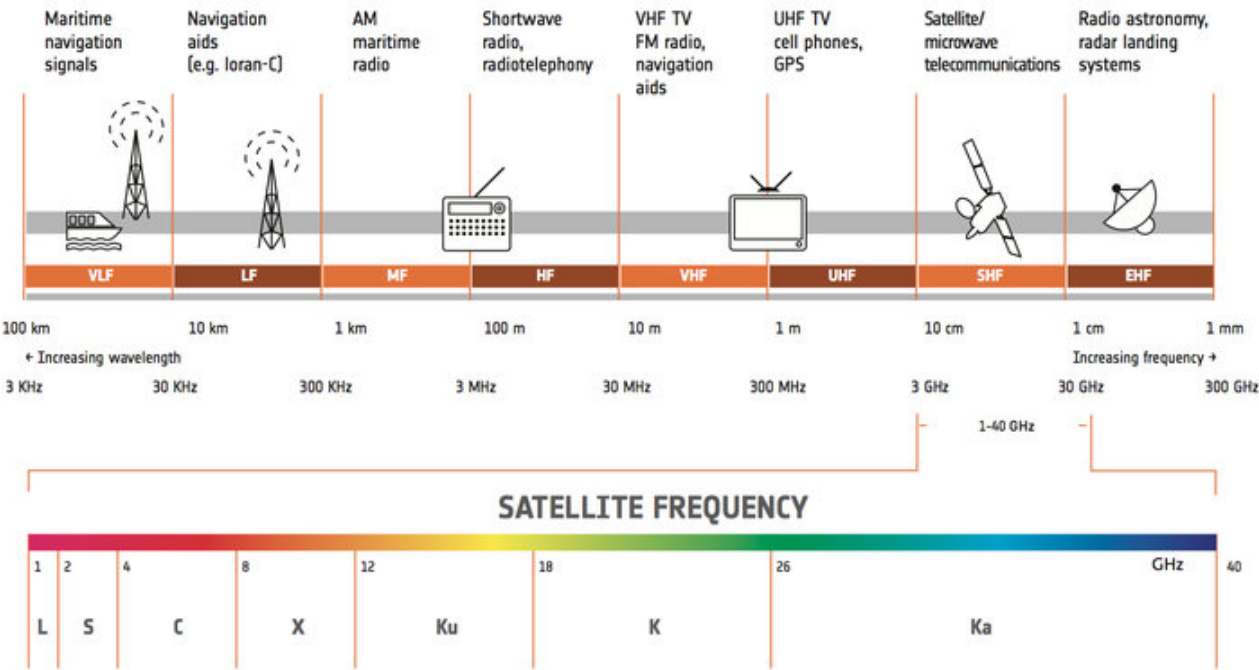 Maritime
navigation
signals
Navigation
aids
(e.g. loran-C)
AM
maritime
radio
Shortwave
radio,
radiotelephony
VHF TV
FM radio,
navigation
aids
UHF TV
cell phones,
GPS
Satellite/
microwave
telecommunications
Radio astronomy,
radar landing
systems
VLF LF MF HF VHF UHF SHF EHF
100 km 10 km 1 km 100 m 10 m 1 m 10 cm 1 cm 1 mm
← Increasing wavelength Increasing frequency →
3 KHz 30 KHz 300 KHz 3 MHz 30 MHz 300 MHz 3 GHz 30 GHz 300 GHz
1-40 GHz
SATELLITE FREQUENCY
1 2 4 8 12 18 26 GHz 40
L S C X Ku K Ka